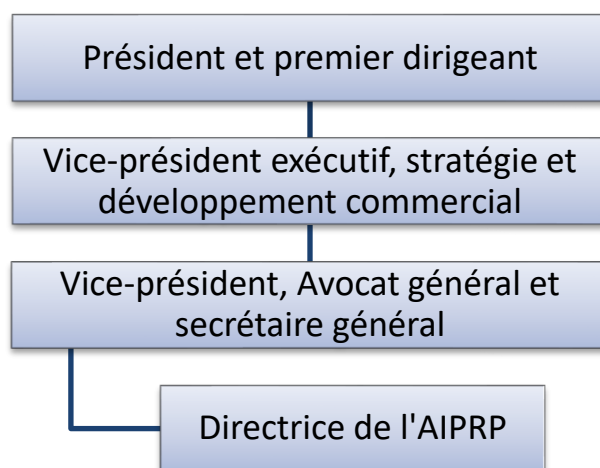 Président et premier dirigeant
Vice-président exécutif, stratégie et
développement commercial
Vice-président, Avocat général et
secrétaire général
Directrice de l'AIPRP